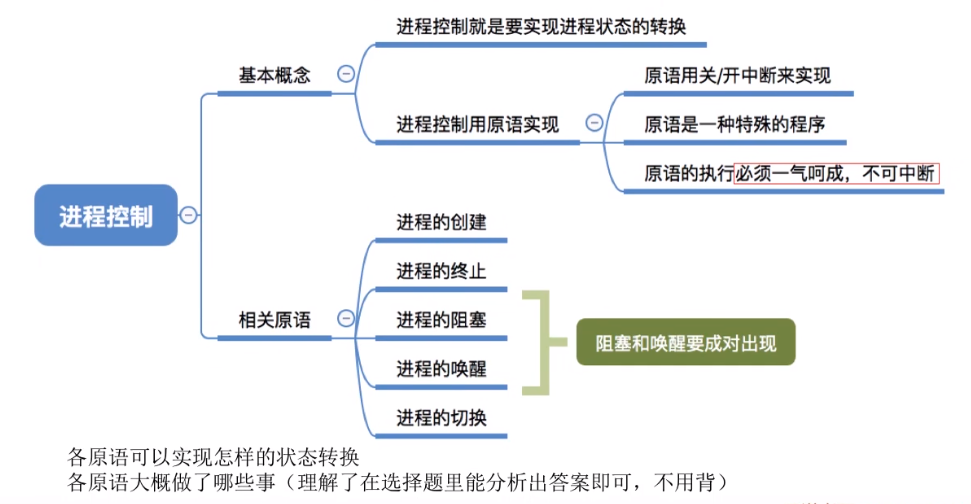 进程控制
基本概念
进程控制就是要实现进程状态的转换
进程控制用原语实现
原语用关/开中断来实现
原语是一种特殊的程序
原语的执行必须一气呵成，不可中断
相关原语
进程的创建
进程的终止
进程的阻塞
进程的唤醒
进程的切换
阻塞和唤醒要成对出现
各原语可以实现怎样的状态转换
各原语大概做了哪些事（理解了在选择题里能分析出答案即可，不用背）